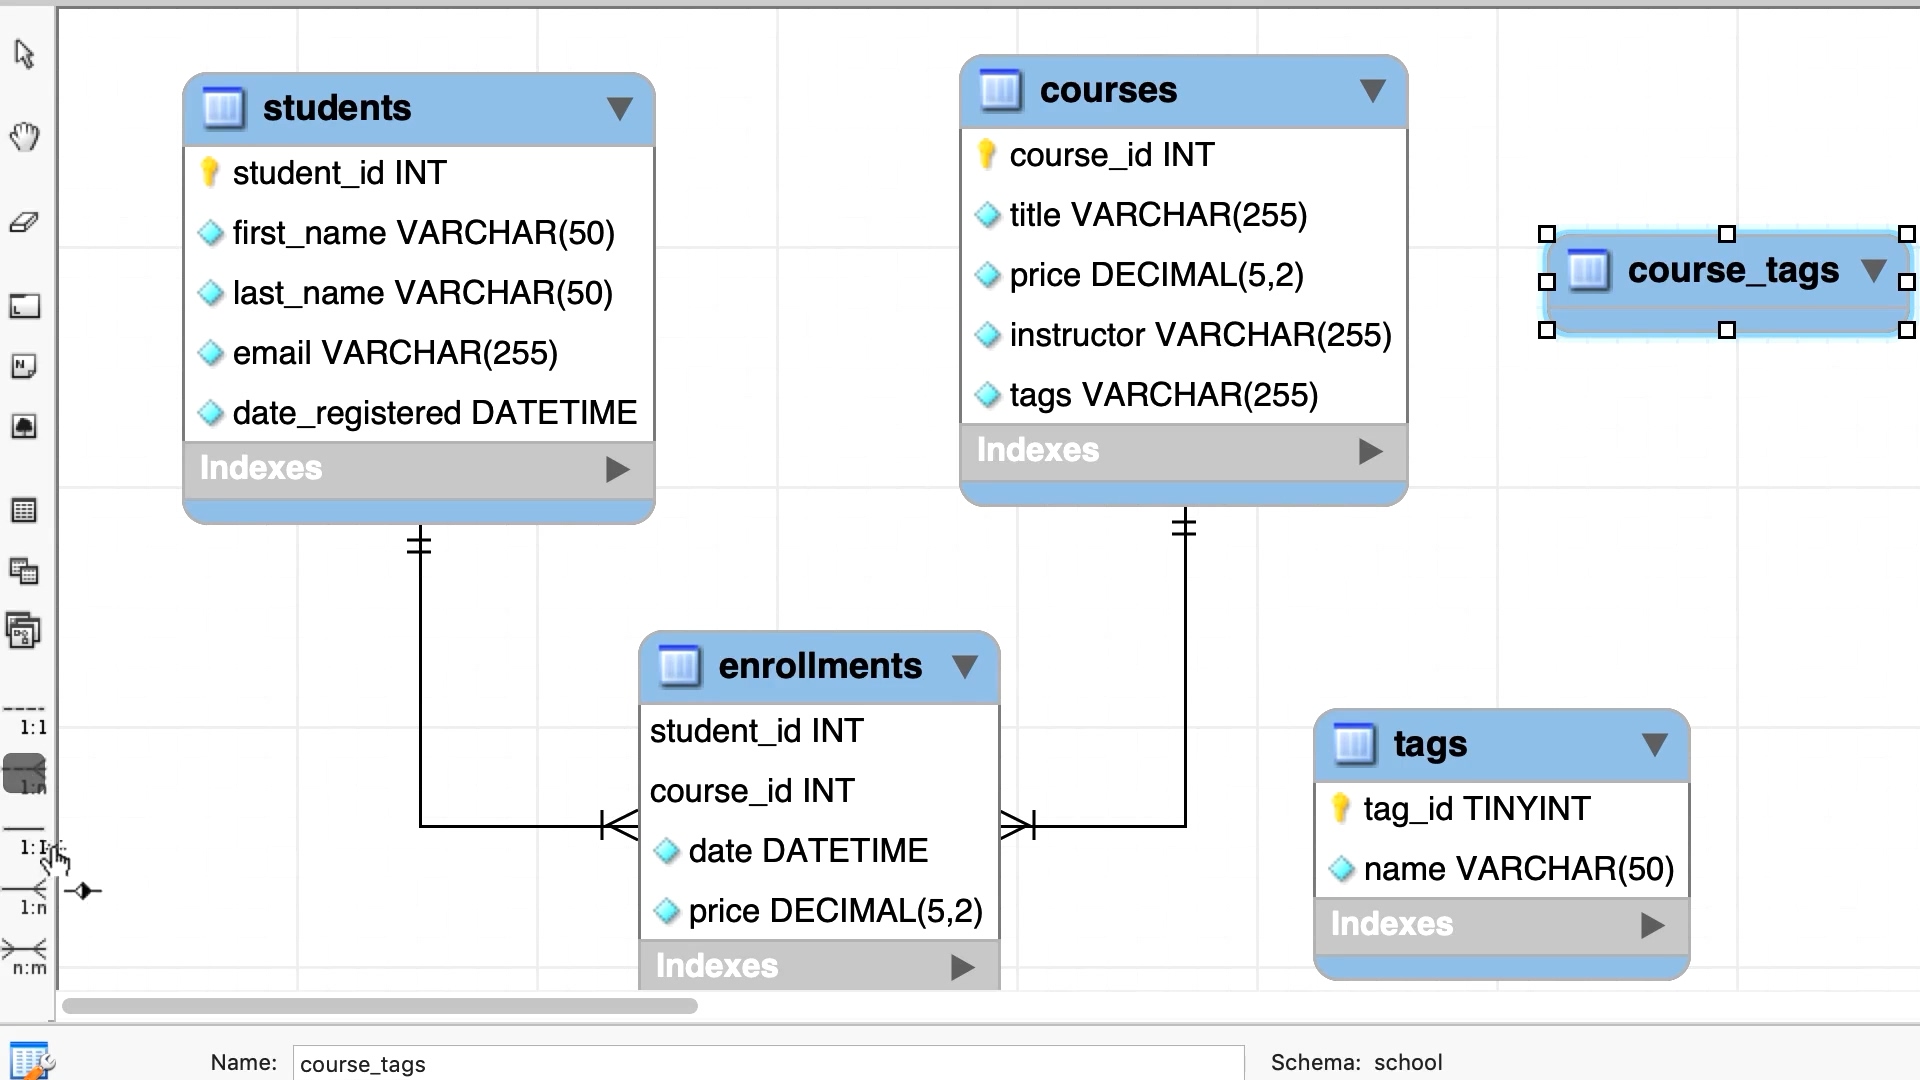 students
student_id INT
first_name VARCHAR(50)
last_name VARCHAR(50)
email VARCHAR(255)
date_registered DATETIME
Indexes
courses
course_id INT
title VARCHAR(255)
price DECIMAL(5,2)
instructor VARCHAR(255)
tags VARCHAR(255)
Indexes
course_tags
enrollments
student_id INT
course_id INT
date DATETIME
price DECIMAL(5,2)
Indexes
tags
tag_id TINYINT
name VARCHAR(50)
Indexes
1:1
1:n
1:1
1:n
n:m
Name: course_tags
Schema: school